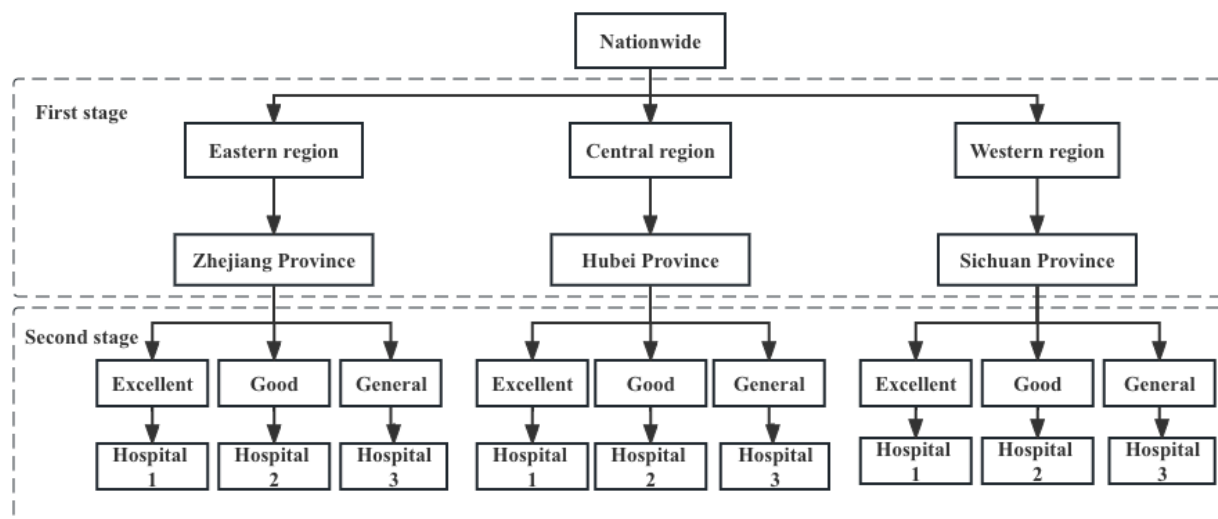 Nationwide
First stage
Eastern region
Central region
Western region
Zhejiang Province
Hubei Province
Sichuan Province
Second stage
Excellent
Good
General
Excellent
Good
General
Excellent
Good
General
Hospital
1
Hospital
2
Hospital
3
Hospital
1
Hospital
2
Hospital
3
Hospital
1
Hospital
2
Hospital
3